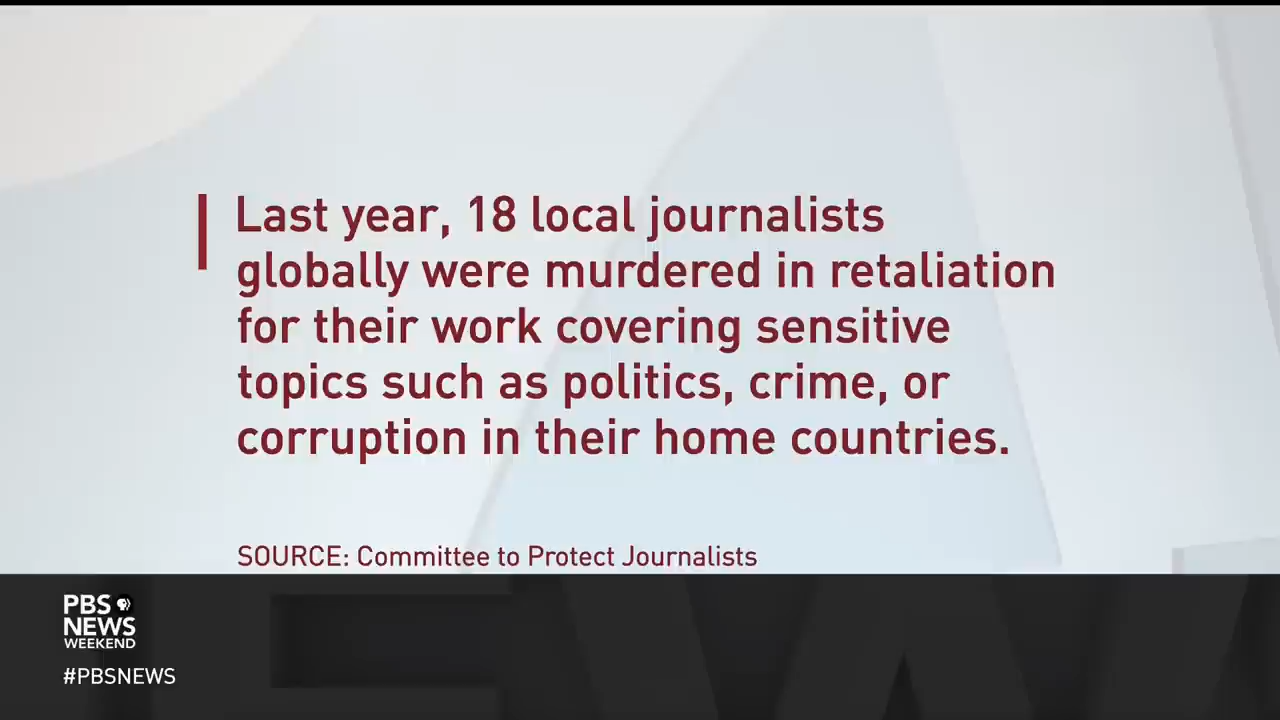 Last year, 18 local journalists
globally were murdered in retaliation
for their work covering sensitive
topics such as politics, crime, or
corruption in their home countries.
SOURCE: Committee to Protect Journalists
PBS
NEWS
WEEKEND
#PBSNEWS